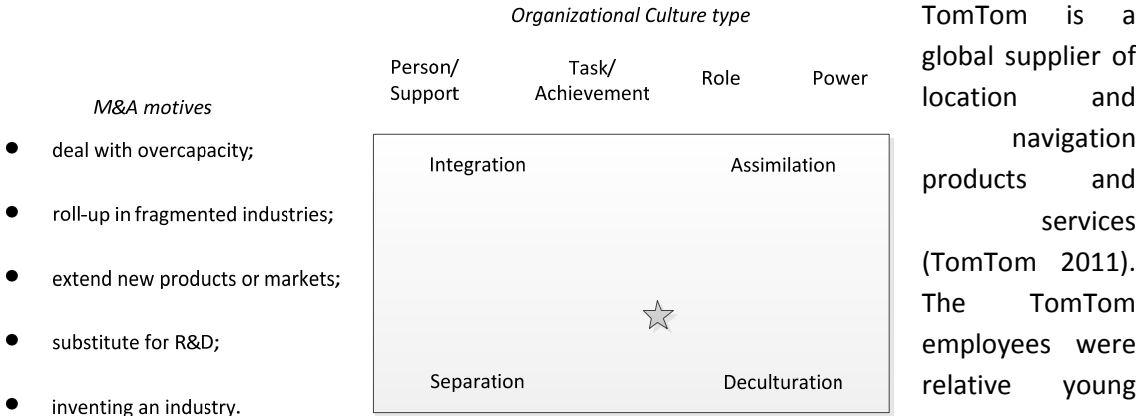 Organizational Culture type
Person/
Support
Task/
Achievement
Role
Power
M&A motives
● deal with overcapacity;
● roll-up in fragmented industries;
● extend new products or markets;
● substitute for R&D;
● inventing an industry.
Integration
Assimilation
Separation
Deculturation
TomTom is a
global supplier of
location and
navigation
products and
services
(TomTom 2011).
The TomTom
employees were
relative young